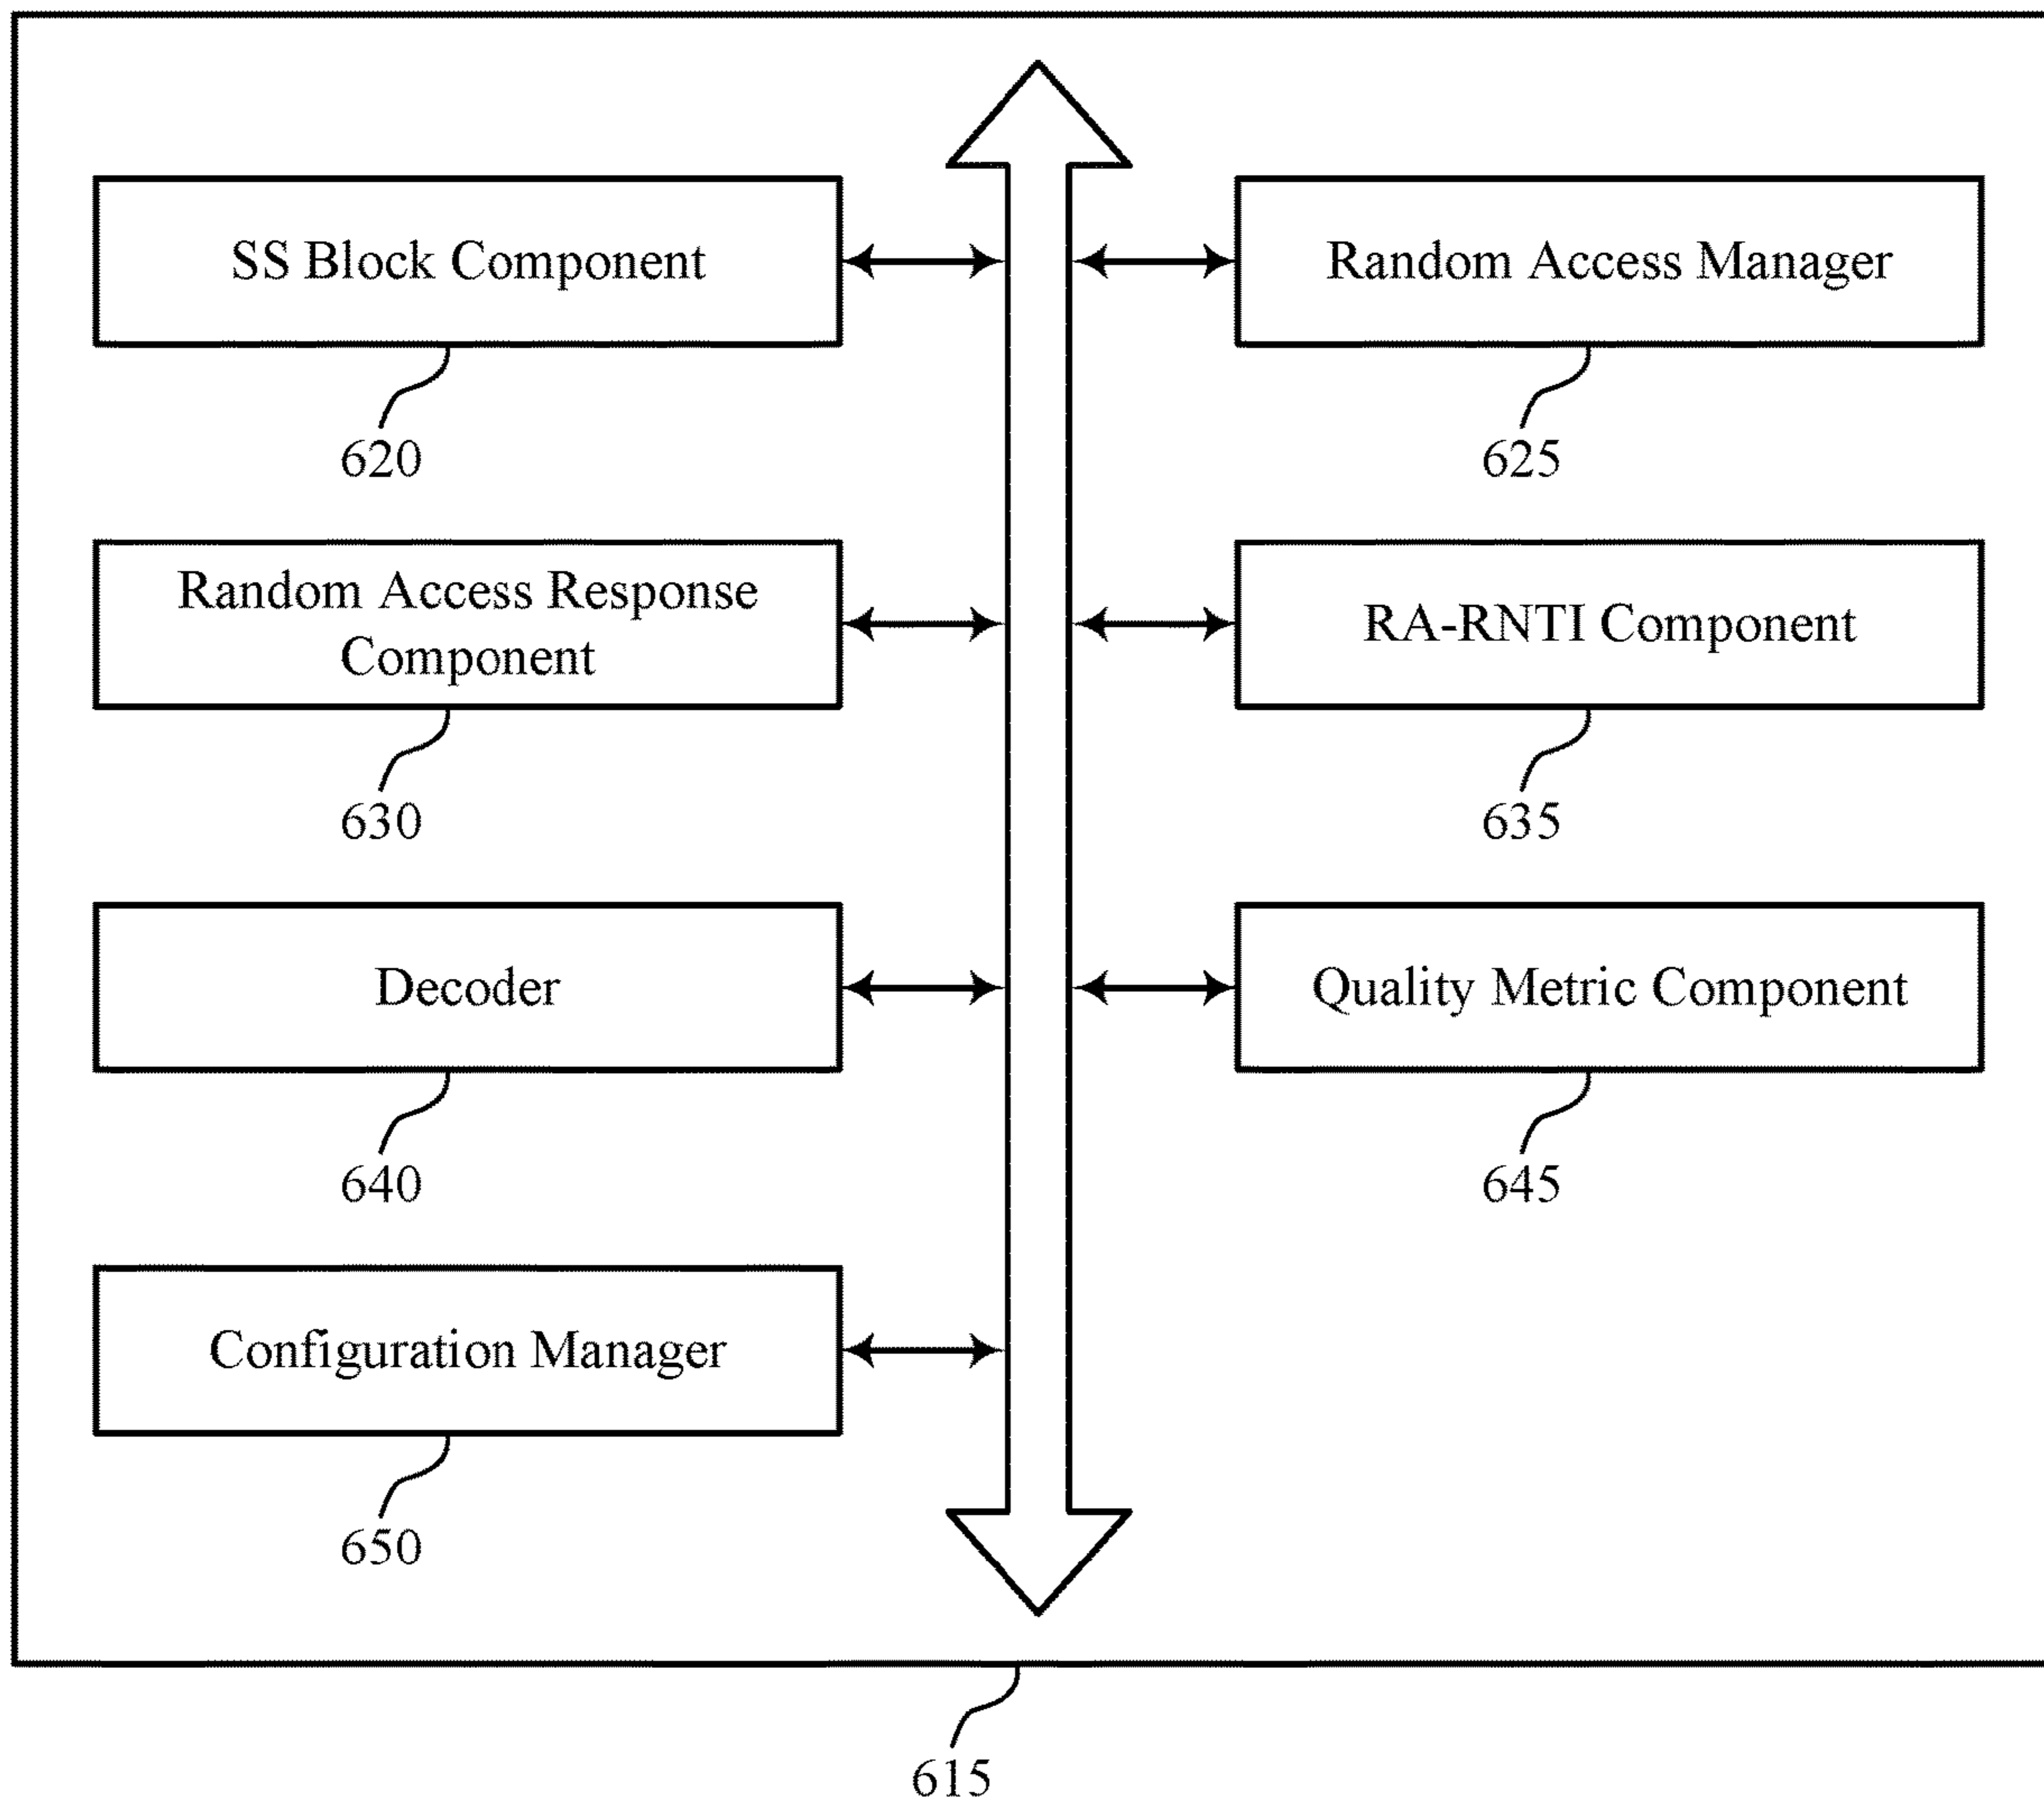 SS Block Component
Random Access Manager
620
625
Random Access Response
Component
RA-RNTI Component
630
635
Decoder
Quality Metric Component
640
645
Configuration Manager
650
615